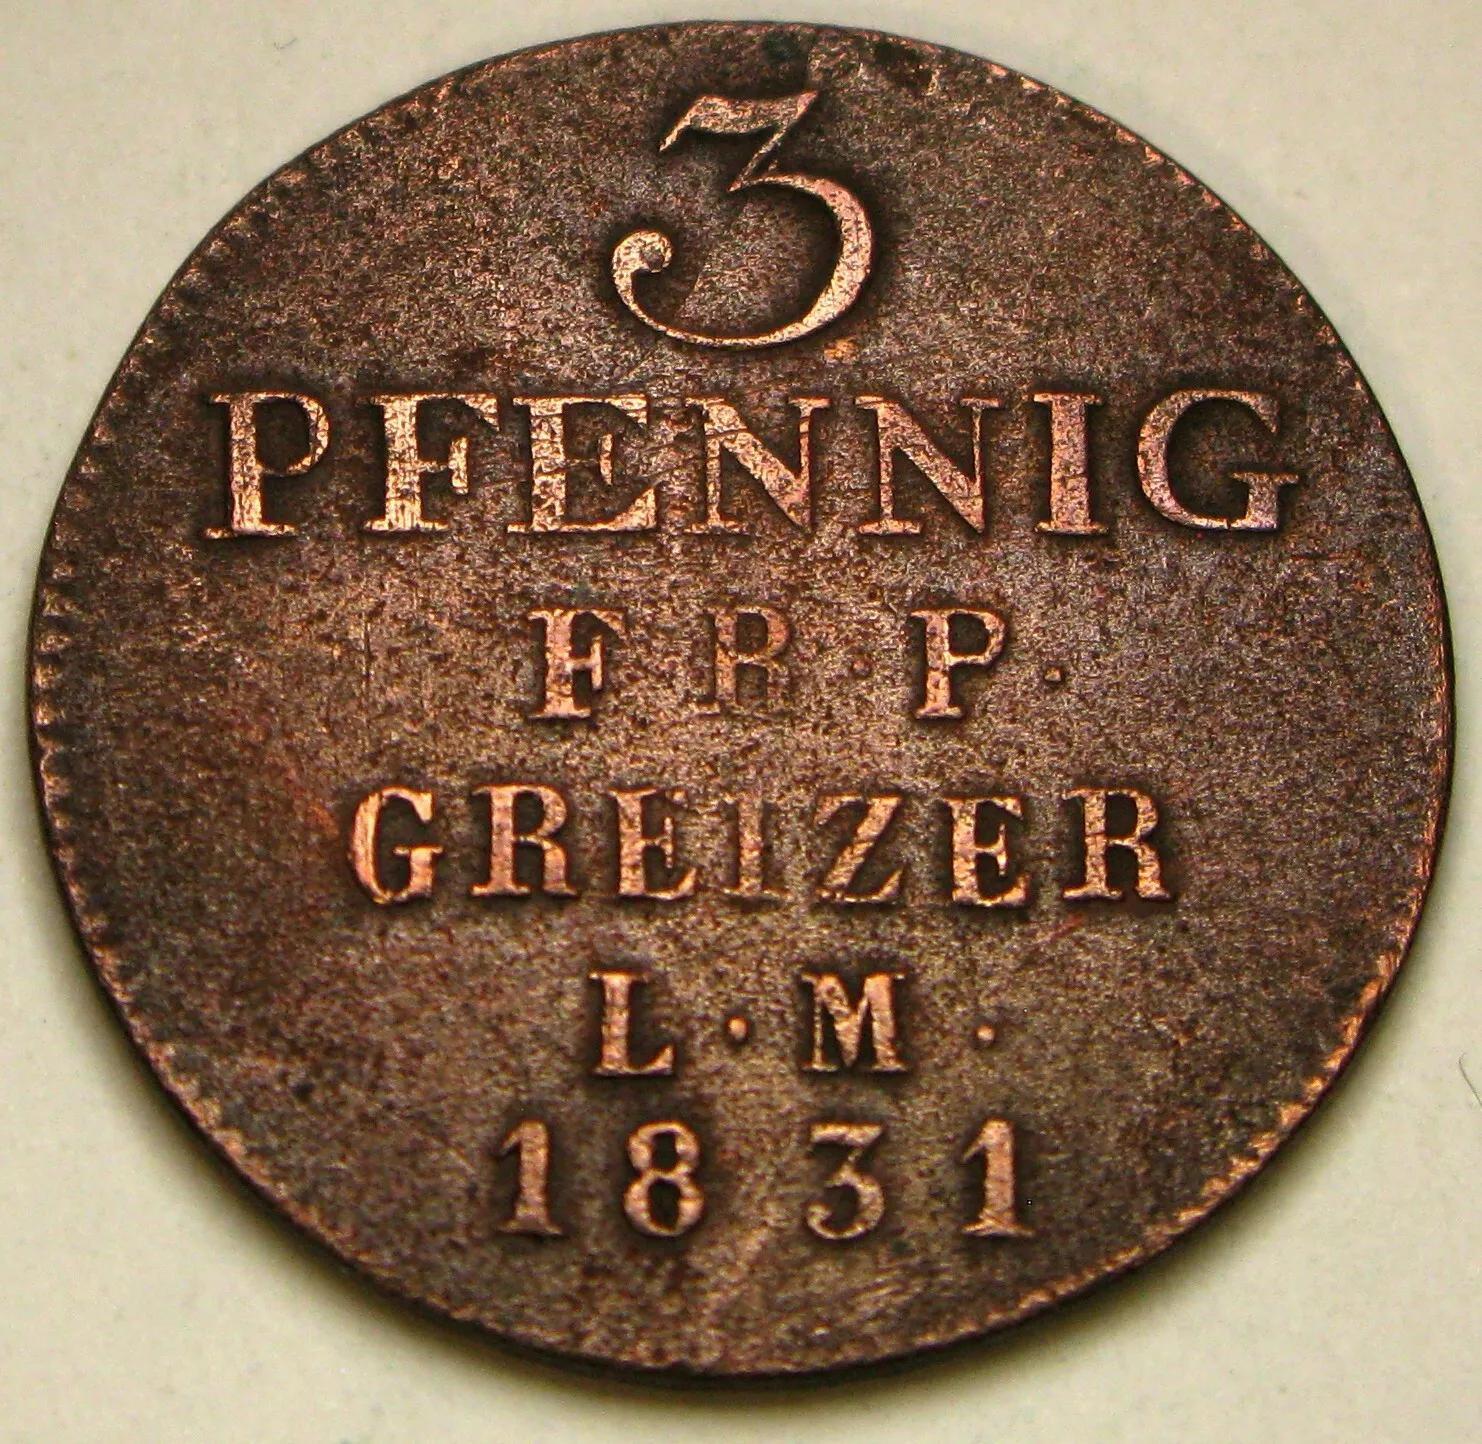 3
PFENNIG
F R · P ·
GREIZER
L · M ·
1831